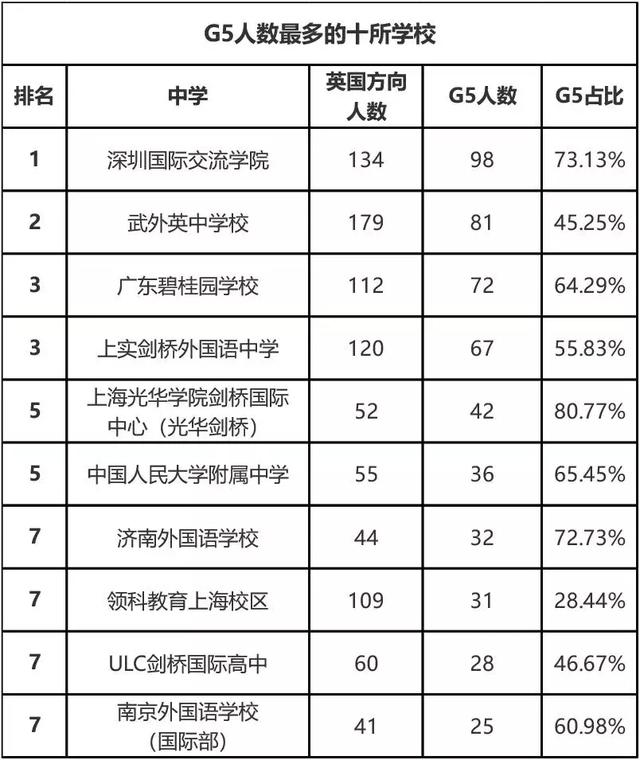 G5人数最多的十所学校
排名 中学 英国方向人数 G5人数 G5占比
1 深圳国际交流学院 134 98 73.13%
2 武外英中学校 179 81 45.25%
3 广东碧桂园学校 112 72 64.29%
3 上实剑桥外国语中学 120 67 55.83%
5 上海光华学院剑桥国际中心（光华剑桥） 52 42 80.77%
5 中国人民大学附属中学 55 36 65.45%
7 济南外国语学校 44 32 72.73%
7 领科教育上海校区 109 31 28.44%
7 ULC剑桥国际高中 60 28 46.67%
7 南京外国语学校（国际部） 41 25 60.98%